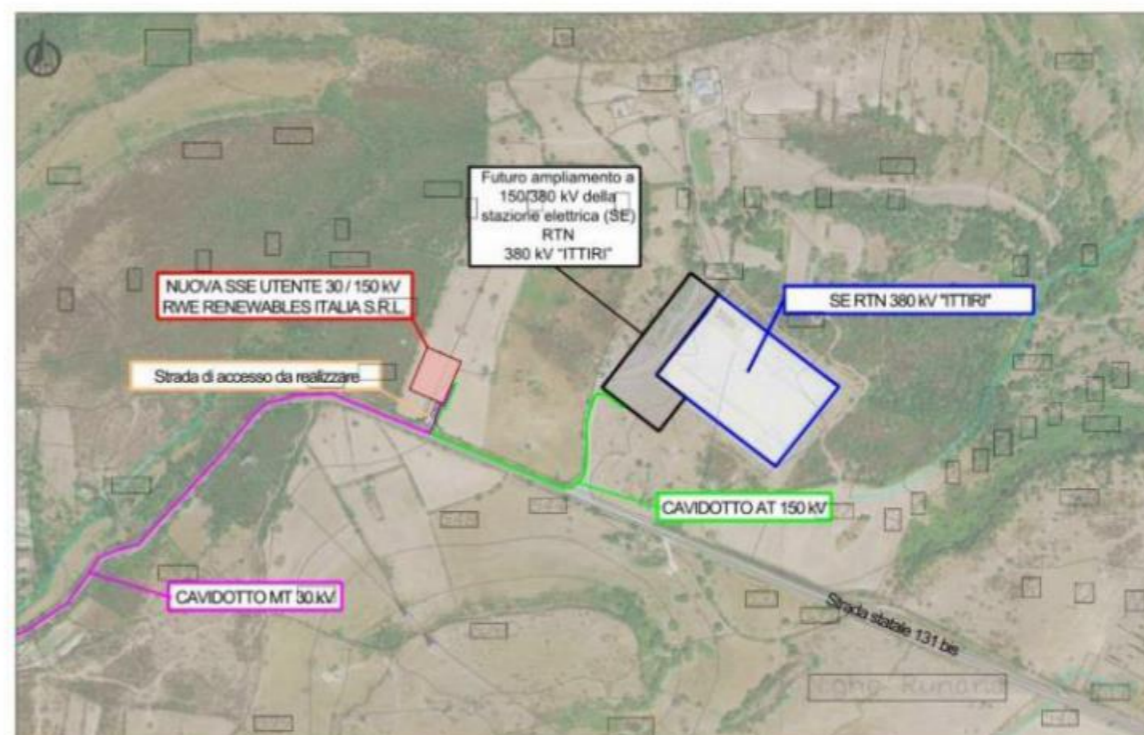 Futuro ampliamento a
150/380 kV della
stazione elettrica (SE)
RTN
380 kV "ITTIRI"
NUOVA SSE UTENTE 30 / 150 kV
RWE RENEWABLES ITALIA S.R.L.
SE RTN 380 kV "ITTIRI"
Strada di accesso da realizzare
CAVIDOTTO AT 150 kV
CAVIDOTTO MT 30 kV
Strada statale 131 bis